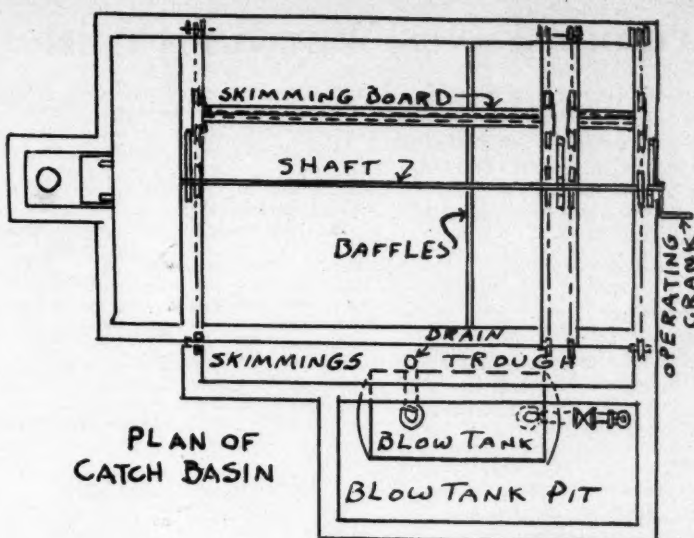 SKIMMING BOARD
SHAFT
BAFFLES
OPERATING
CRANK
DRAIN
SKIMMINGS TROUGH
BLOW TANK
PLAN OF
CATCH BASIN
BLOW TANK PIT